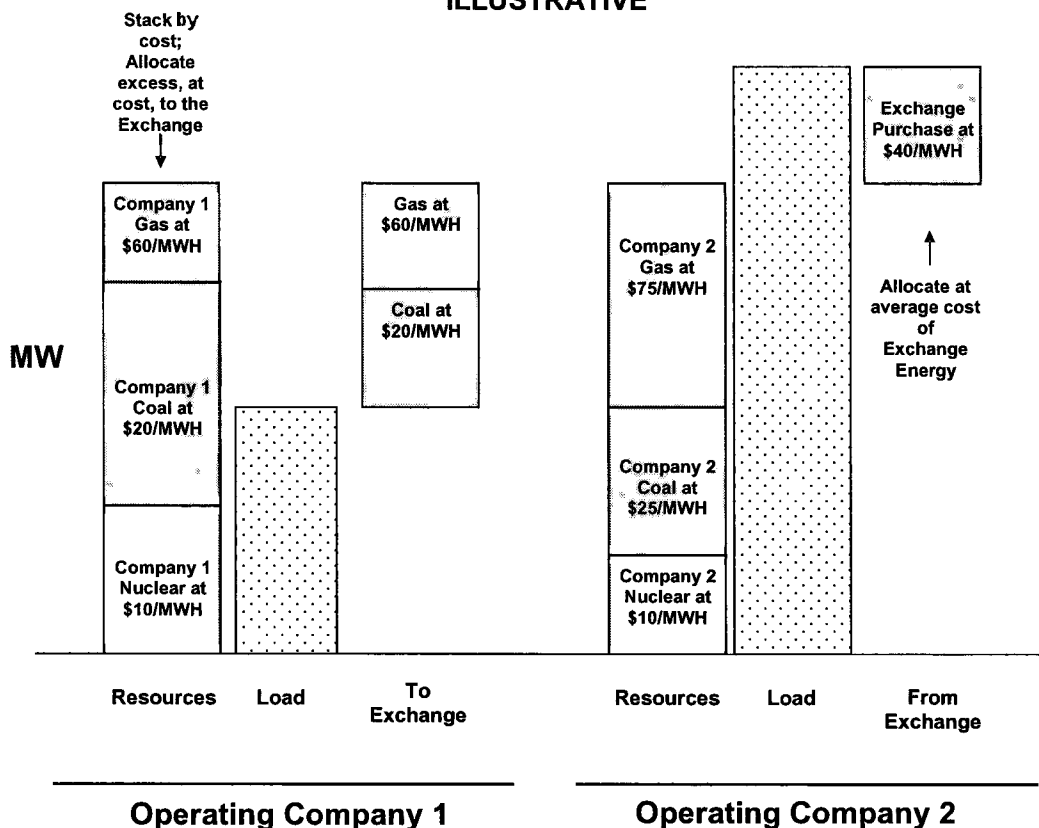 ILLUSTRATIVE
Stack by
cost;
Allocate
excess, at
cost, to the
Exchange
Company 1
Gas at
$60/MWH
Company 1
Coal at
$20/MWH
Company 1
Nuclear at
$10/MWH
Gas at
$60/MWH
Coal at
$20/MWH
Company 2
Gas at
$75/MWH
Company 2
Coal at
$25/MWH
Company 2
Nuclear at
$10/MWH
Exchange
Purchase at
$40/MWH
Allocate at
average cost
of
Exchange
Energy
MW
Resources
Load
To
Exchange
Resources
Load
From
Exchange
Operating Company 1
Operating Company 2